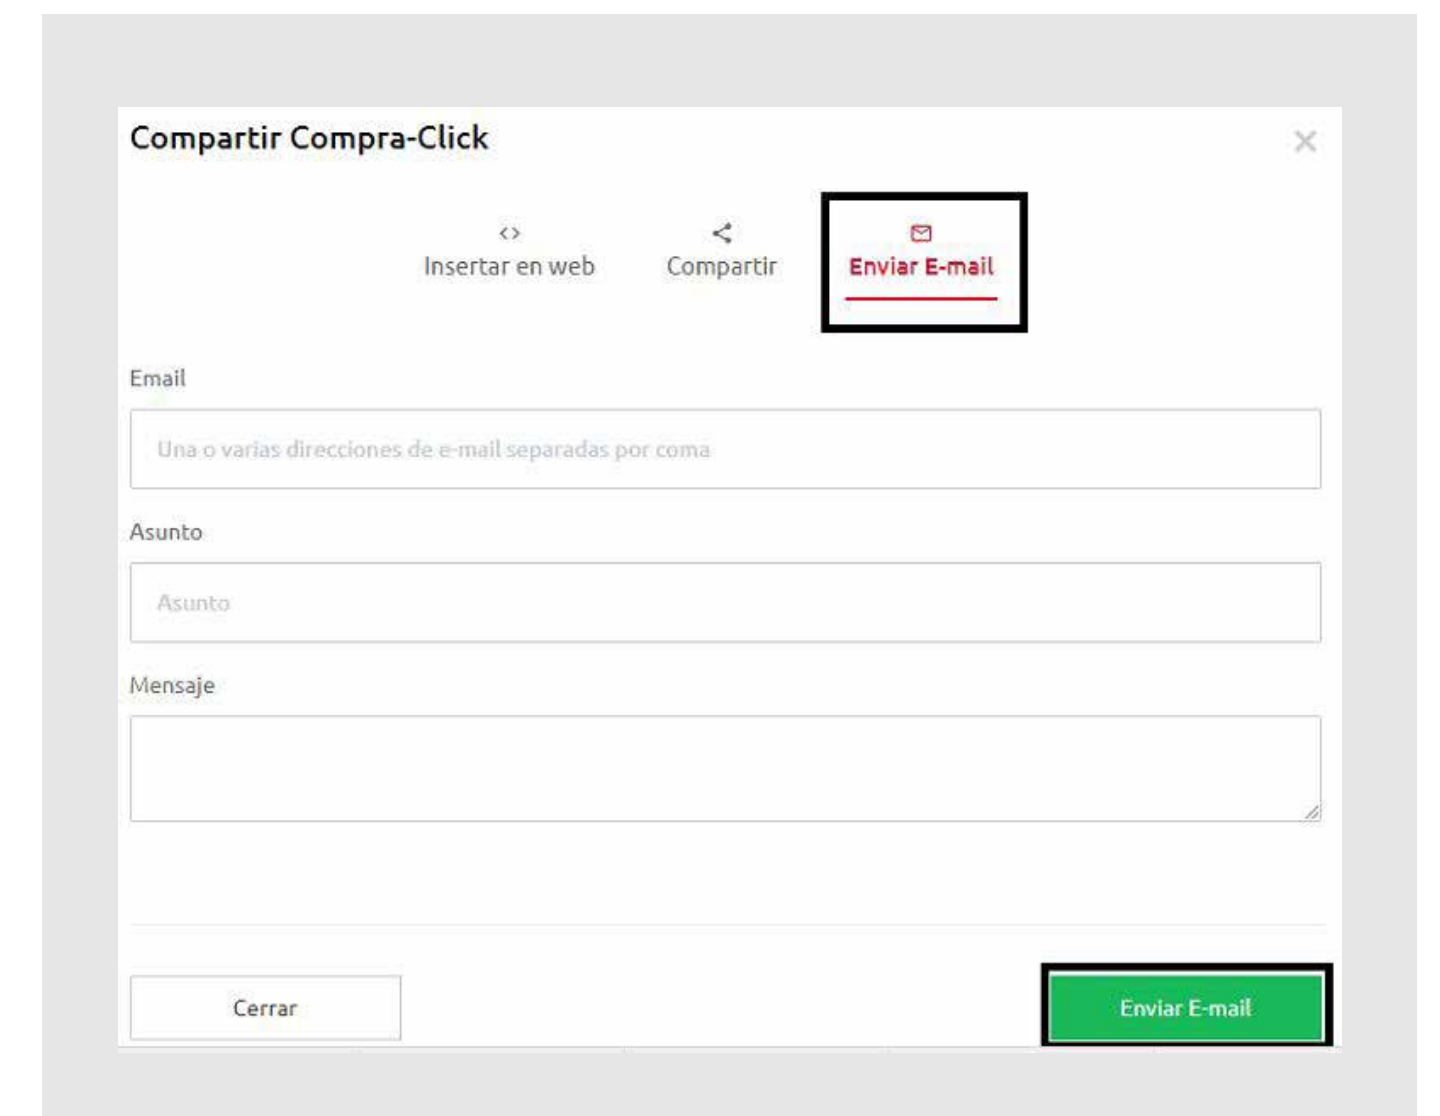 Compartir Compra-Click
Insertar en web
Compartir
Enviar E-mail
Email
Una o varias direcciones de e-mail separadas por coma
Asunto
Asunto
Mensaje
Cerrar
Enviar E-mail